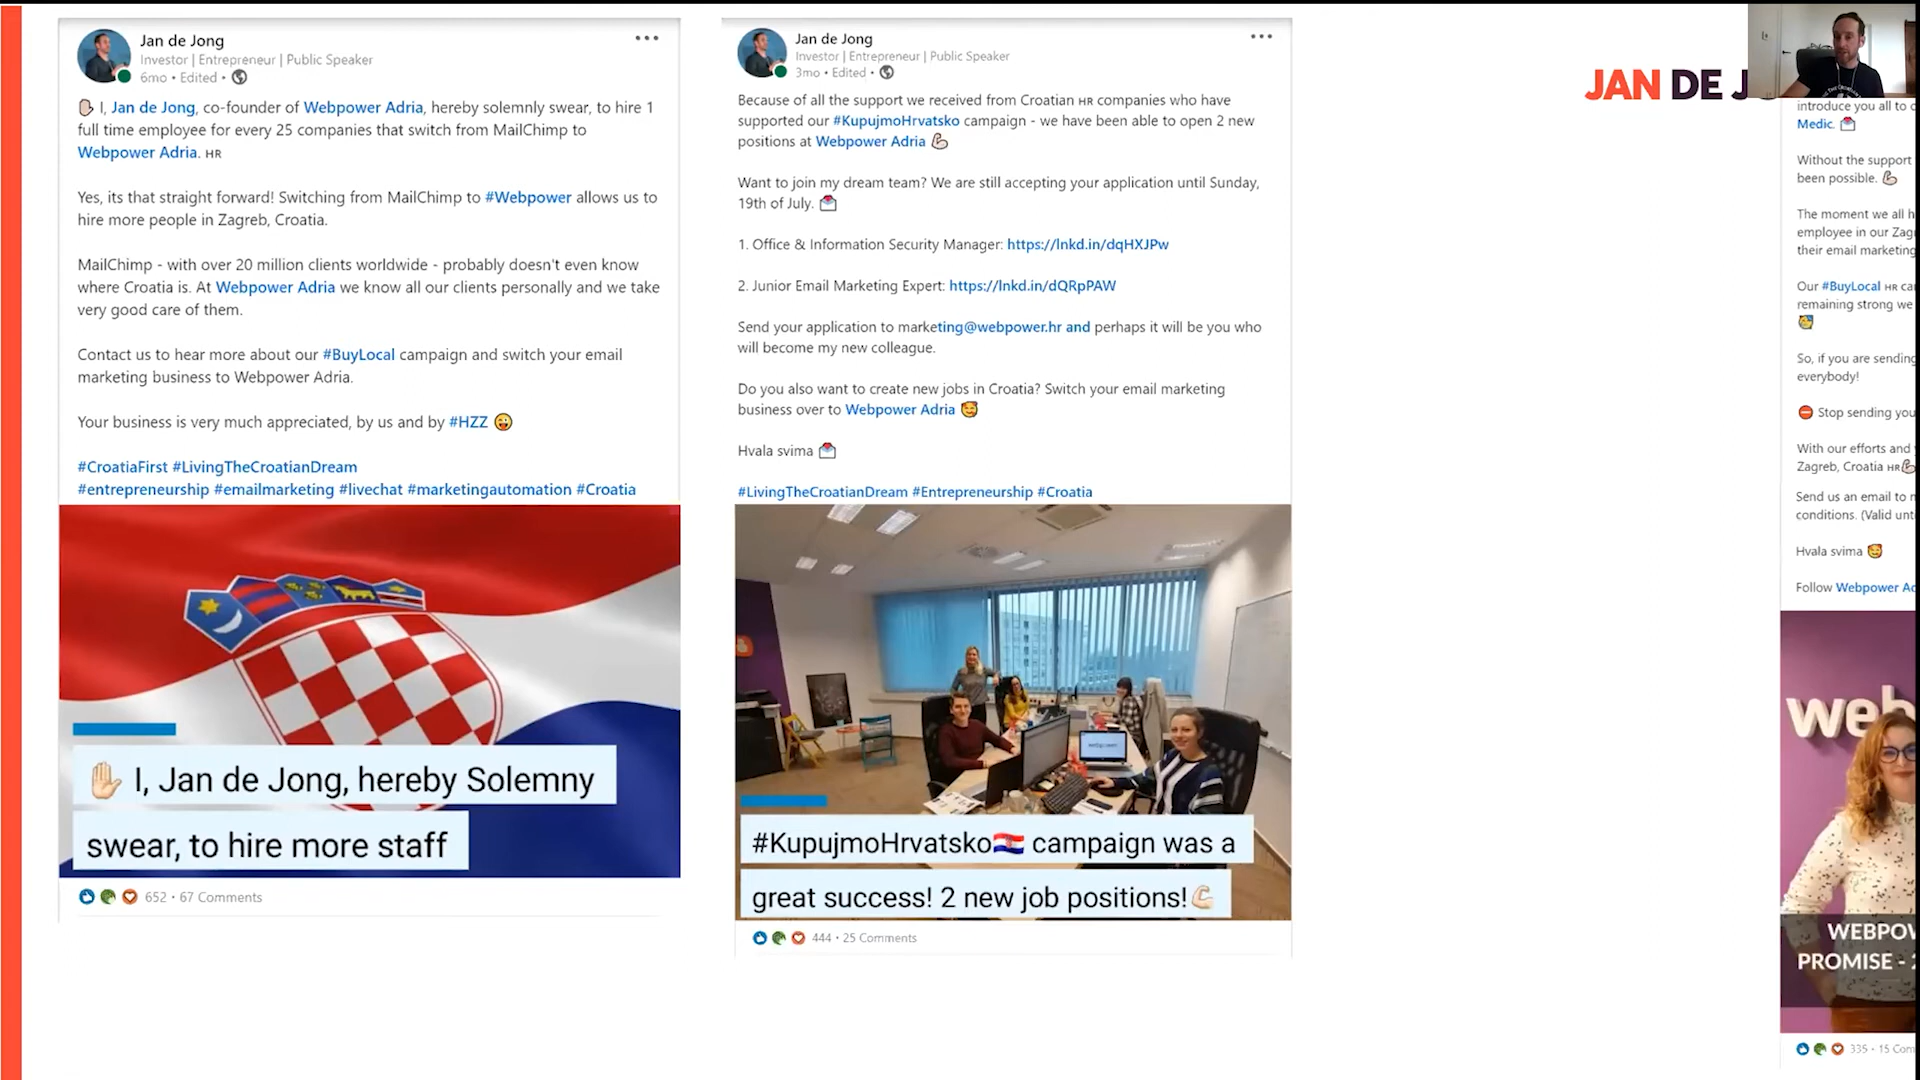 Jan de Jong
Investor | Entrepreneur | Public Speaker
6mo • Edited •
✋🏻 I, Jan de Jong, co-founder of Webpower Adria, hereby solemnly swear, to hire 1
full time employee for every 25 companies that switch from MailChimp to
Webpower Adria. HR
Yes, its that straight forward! Switching from MailChimp to #Webpower allows us to
hire more people in Zagreb, Croatia.
MailChimp - with over 20 million clients worldwide - probably doesn't even know
where Croatia is. At Webpower Adria we know all our clients personally and we take
very good care of them.
Contact us to hear more about our #BuyLocal campaign and switch your email
marketing business to Webpower Adria.
Your business is very much appreciated, by us and by #HZZ 😜
#CroatiaFirst #LivingTheCroatianDream
#entrepreneurship #emailmarketing #livechat #marketingautomation #Croatia
✋🏻 I, Jan de Jong, hereby Solemny
swear, to hire more staff
652 • 67 Comments
Jan de Jong
Investor | Entrepreneur | Public Speaker
3mo • Edited •
Because of all the support we received from Croatian HR companies who have
supported our #KupujmoHrvatsko campaign - we have been able to open 2 new
positions at Webpower Adria 💪🏻
Want to join my dream team? We are still accepting your application until Sunday,
19th of July. 💌
1. Office & Information Security Manager: https://lnkd.in/dqHXJPw
2. Junior Email Marketing Expert: https://lnkd.in/dQRpPAW
Send your application to marketing@webpower.hr and perhaps it will be you who
will become my new colleague.
Do you also want to create new jobs in Croatia? Switch your email marketing
business over to Webpower Adria 🥰
Hvala svima 💌
#LivingTheCroatianDream #Entrepreneurship #Croatia
#KupujmoHrvatsko🇭🇷 campaign was a
great success! 2 new job positions!💪🏻
444 • 25 Comments
JAN DE J
introduce you all to
Medic. 💌
Without the support
been possible. 💪🏻
The moment we all
employee in our
their email marketing
Our #BuyLocal HR
remaining strong we
So, if you are sending
everybody!
⛔ Stop sending
With our efforts and
Zagreb, Croatia HR💪🏻
Send us an email to
conditions. (Valid
Hvala svima 🥰
Follow Webpower
web
WEBPOW
PROMISE -
335 • 15